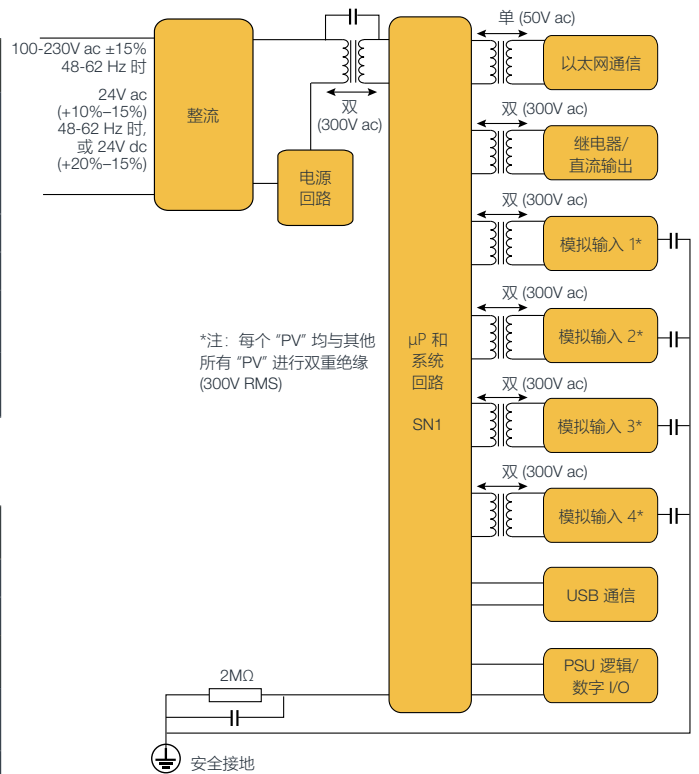 100-230V ac ±15%
48-62 Hz 时
24V ac
(+10%–15%)
48-62 Hz 时,
或 24V dc
(+20%–15%)
整流
电源
回路
双
(300V ac)
*注：每个 “PV” 均与其他
所有 “PV” 进行双重绝缘
(300V RMS)
µP 和
系统
回路
SN1
单 (50V ac)
以太网通信
双 (300V ac)
继电器/
直流输出
双 (300V ac)
模拟输入 1*
双 (300V ac)
模拟输入 2*
双 (300V ac)
模拟输入 3*
双 (300V ac)
模拟输入 4*
USB 通信
PSU 逻辑/
数字 I/O
2MΩ
安全接地